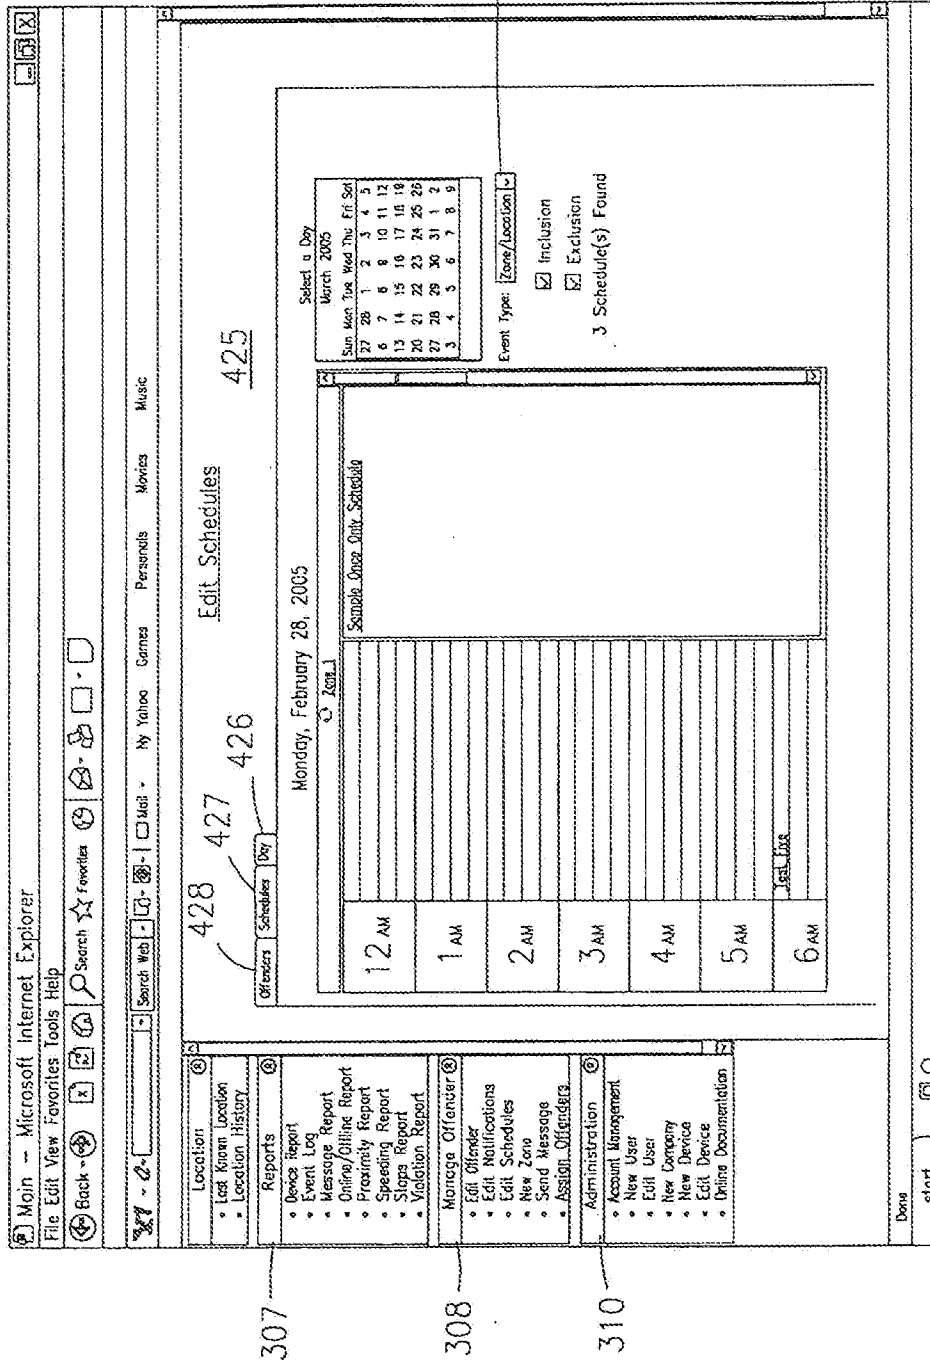 Main – Microsoft Internet Explorer
File Edit View Favorites Tools Help
Back Search Favorites
Search Web Mail My Yahoo Games Personals Movies Music
Location
Last Known Location
Location History
307
Reports
Device Report
Event Log
Message Report
Online/Offline Report
Proximity Report
Speeding Report
Stops Report
Violation Report
308
Manage Offender
Edit Offender
Edit Notifications
Edit Schedules
New Zone
Send Message
Assign Offenders
310
Administration
Account Management
New User
Edit User
New Company
New Device
Edit Device
Online Documentation
Edit Schedules 425
428 427 426
Offenders Schedules Day
Monday, February 28, 2005
Zone 1
12 AM
1 AM
2 AM
3 AM
4 AM
5 AM
6 AM
Test Five
Sample Once Only Schedule
Select a Day
March 2005
Sun Mon Tue Wed Thu Fri Sat
27 28 1 2 3 4 5
6 7 8 9 10 11 12
13 14 15 16 17 18 19
20 21 22 23 24 25 26
27 28 29 30 31 1 2
3 4 5 6 7 8 9
Event Type: Zone/Location
Inclusion
Exclusion
3 Schedule(s) Found
Done
start